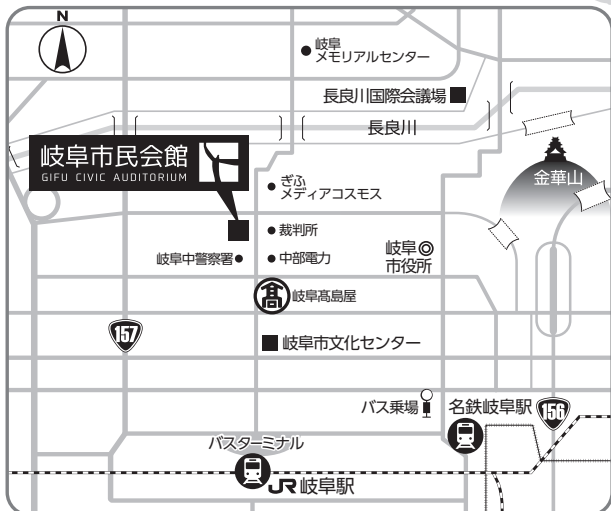 N
岐阜
メモリアルセンター
長良川国際会議場
長良川
岐阜市民会館
GIFU CIVIC AUDITORIUM
ぎふ
メディアコスモス
金華山
裁判所
岐阜中警察署
中部電力
岐阜
市役所
髙
岐阜髙島屋
157
岐阜市文化センター
バス乗場
名鉄岐阜駅
156
バスターミナル
JR岐阜駅